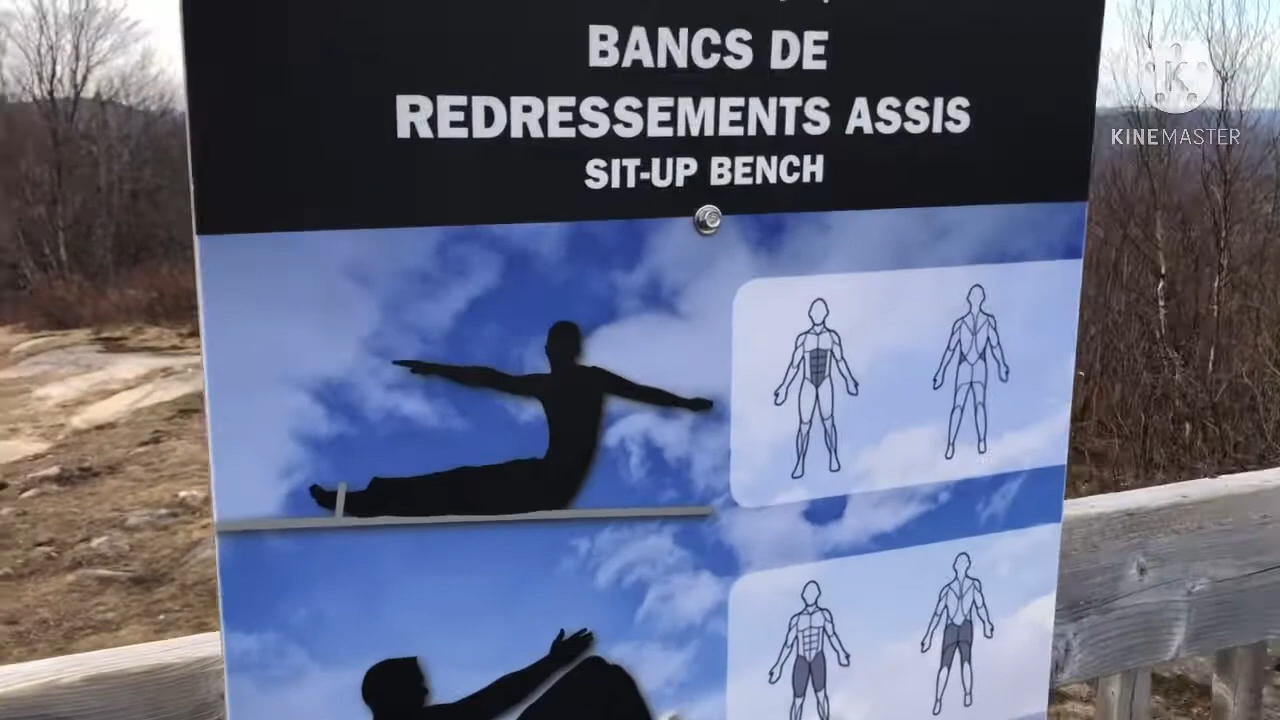 BANCS DE
REDRESSEMENTS ASSIS
SIT-UP BENCH
K
KINEMASTER